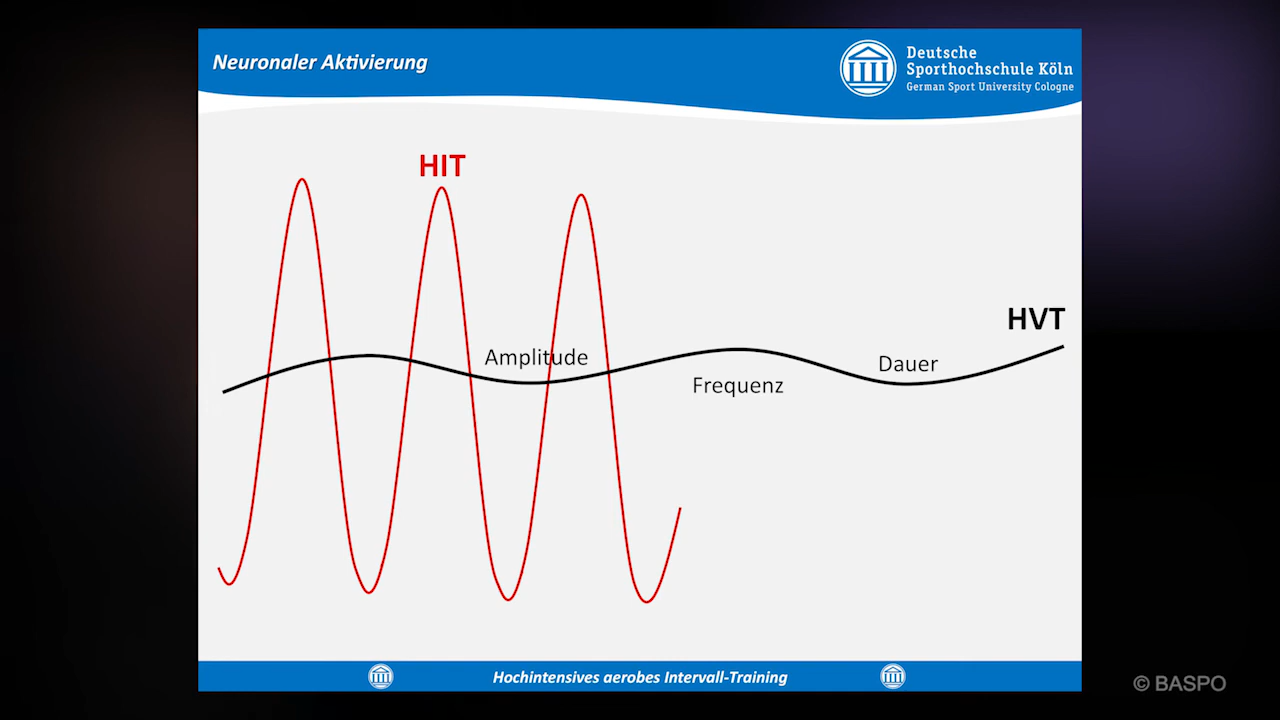 Neuronaler Aktivierung
Deutsche
Sporthochschule Köln
German Sport University Cologne
HIT
HVT
Amplitude
Dauer
Frequenz
Hochintensives aerobes Intervall-Training
© BASPO